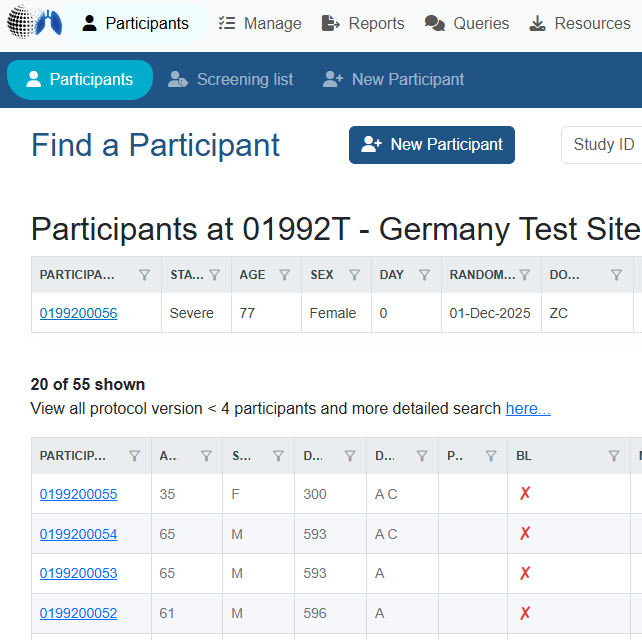 Participants Manage Reports Queries Resources
Participants Screening list New Participant
Find a Participant New Participant Study ID
Participants at 01992T - Germany Test Site
PARTICIPA... STA... AGE SEX DAY RANDOM... DO...
0199200056 Severe 77 Female 0 01-Dec-2025 ZC
20 of 55 shown
View all protocol version < 4 participants and more detailed search here...
PARTICIP... A... S... D... D... P... BL
0199200055 35 F 300 A C ✗
0199200054 65 M 593 A C ✗
0199200053 65 M 593 A ✗
0199200052 61 M 596 A ✗